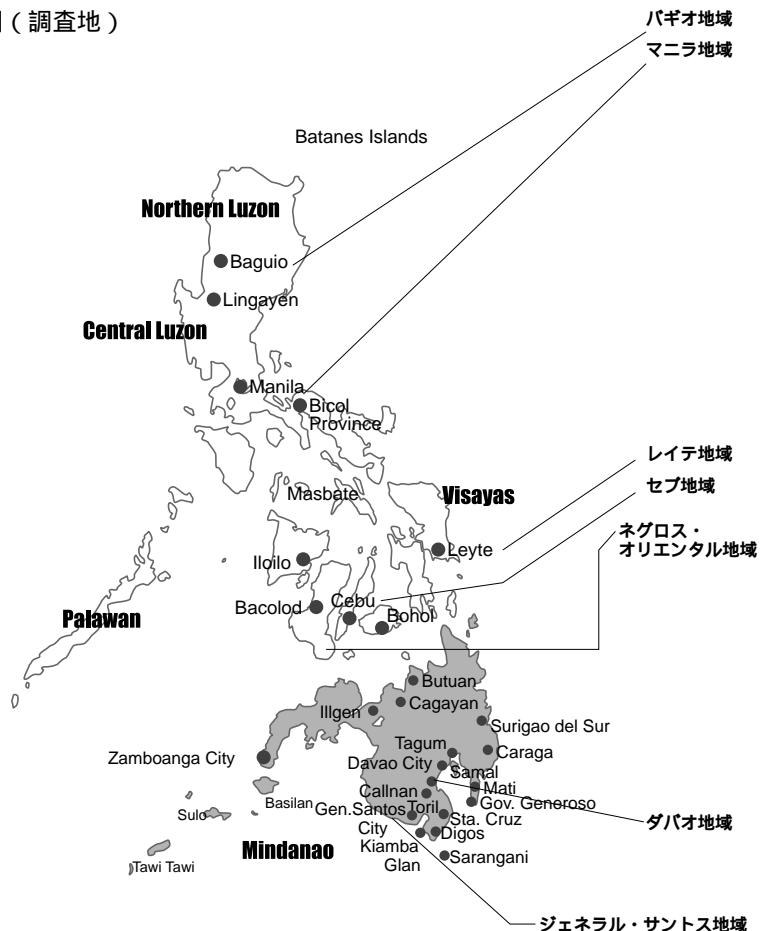 （調査地）
バギオ地域
マニラ地域
Batanes Islands
Northern Luzon
Baguio
Lingayen
Central Luzon
Manila
Bicol
Province
レイテ地域
セブ地域
Masbate
Visayas
ネグロス・
オリエンタル地域
Leyte
Iloilo
Cebu
Bacolod
Bohol
Palawan
Butuan
Cagayan
Illgen
Surigao del Sur
Tagum
Caraga
Zamboanga City
Davao City
Samal
Mati
Callnan
Gov. Generoso
Basilan
Gen.Santos
City
Toril
Sta. Cruz
Sulo
ダバオ地域
Digos
Kiamba
Mindanao
Glan
Sarangani
Tawi Tawi
ジェネラル・サントス地域